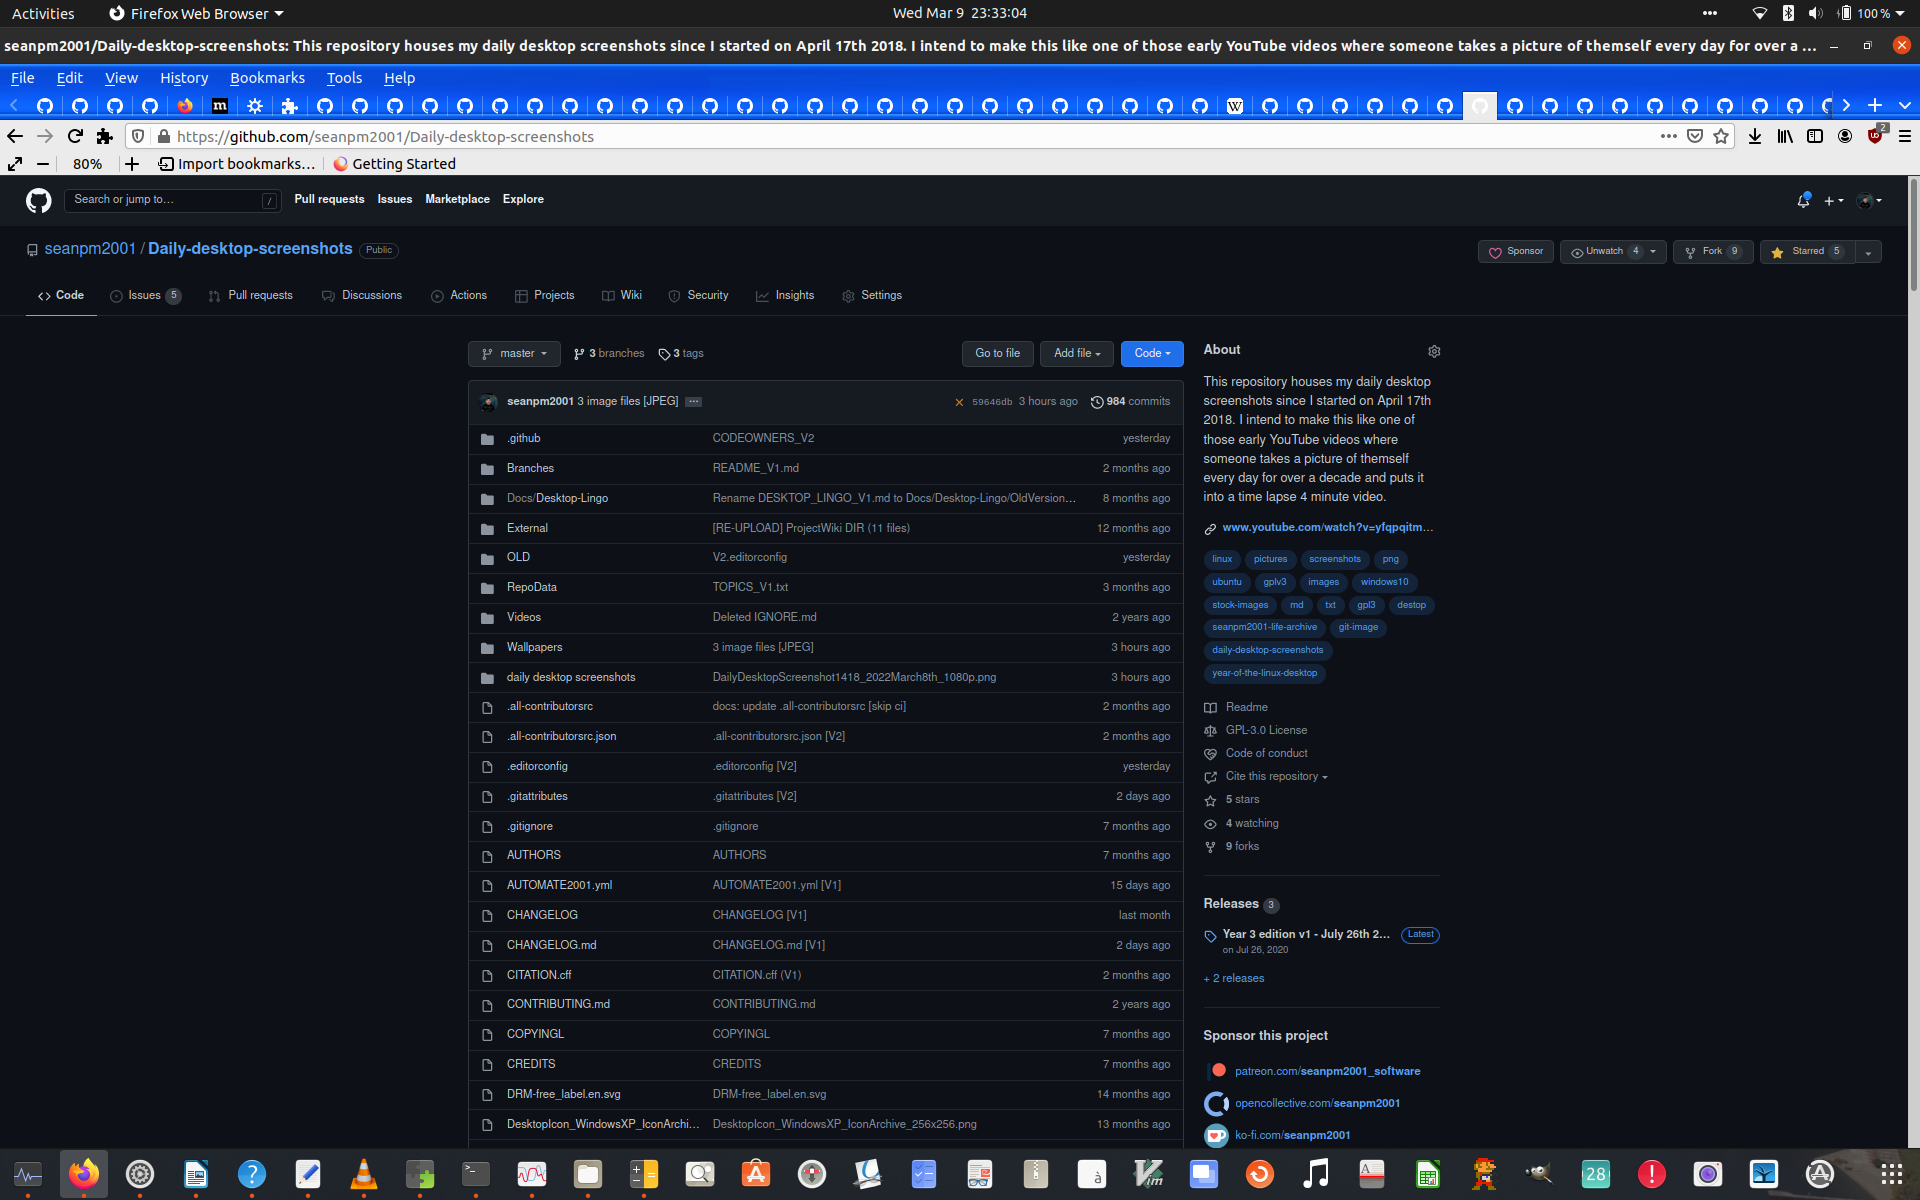 Activities Firefox Web Browser Wed Mar 9 23:33:04 100 %
seanpm2001/Daily-desktop-screenshots: This repository houses my daily desktop screenshots since I started on April 17th 2018. I intend to make this like one of those early YouTube videos where someone takes a picture of themself every day for over a ...
File Edit View History Bookmarks Tools Help
https://github.com/seanpm2001/Daily-desktop-screenshots 2
80% Import bookmarks... Getting Started
Search or jump to... / Pull requests Issues Marketplace Explore
seanpm2001 / Daily-desktop-screenshots Public Sponsor Unwatch 4 Fork 9 Starred 5
Code Issues 5 Pull requests Discussions Actions Projects Wiki Security Insights Settings
master 3 branches 3 tags Go to file Add file Code
seanpm2001 3 image files [JPEG] ... 59646db 3 hours ago 984 commits
.github CODEOWNERS_V2 yesterday
Branches README_V1.md 2 months ago
Docs/Desktop-Lingo Rename DESKTOP_LINGO_V1.md to Docs/Desktop-Lingo/OldVersion... 8 months ago
External [RE-UPLOAD] ProjectWiki DIR (11 files) 12 months ago
OLD V2.editorconfig yesterday
RepoData TOPICS_V1.txt 3 months ago
Videos Deleted IGNORE.md 2 years ago
Wallpapers 3 image files [JPEG] 3 hours ago
daily desktop screenshots DailyDesktopScreenshot1418_2022March8th_1080p.png 3 hours ago
.all-contributorsrc docs: update .all-contributorsrc [skip ci] 2 months ago
.all-contributorsrc.json .all-contributorsrc.json [V2] 2 months ago
.editorconfig .editorconfig [V2] yesterday
.gitattributes .gitattributes [V2] 2 days ago
.gitignore .gitignore 7 months ago
AUTHORS AUTHORS 7 months ago
AUTOMATE2001.yml AUTOMATE2001.yml [V1] 15 days ago
CHANGELOG CHANGELOG [V1] last month
CHANGELOG.md CHANGELOG.md [V1] 2 days ago
CITATION.cff CITATION.cff (V1) 2 months ago
CONTRIBUTING.md CONTRIBUTING.md 2 years ago
COPYINGL COPYINGL 7 months ago
CREDITS CREDITS 7 months ago
DRM-free_label.en.svg DRM-free_label.en.svg 14 months ago
DesktopIcon_WindowsXP_IconArchi... DesktopIcon_WindowsXP_IconArchive_256x256.png 13 months ago
About
This repository houses my daily desktop
screenshots since I started on April 17th
2018. I intend to make this like one of
those early YouTube videos where
someone takes a picture of themself
every day for over a decade and puts it
into a time lapse 4 minute video.
www.youtube.com/watch?v=yfqpqitm...
linux pictures screenshots png
ubuntu gplv3 images windows10
stock-images md txt gpl3 destop
seanpm2001-life-archive git-image
daily-desktop-screenshots
year-of-the-linux-desktop
Readme
GPL-3.0 License
Code of conduct
Cite this repository
5 stars
4 watching
9 forks
Releases 3
Year 3 edition v1 - July 26th 2... Latest
on Jul 26, 2020
+ 2 releases
Sponsor this project
patreon.com/seanpm2001_software
opencollective.com/seanpm2001
ko-fi.com/seanpm2001
28